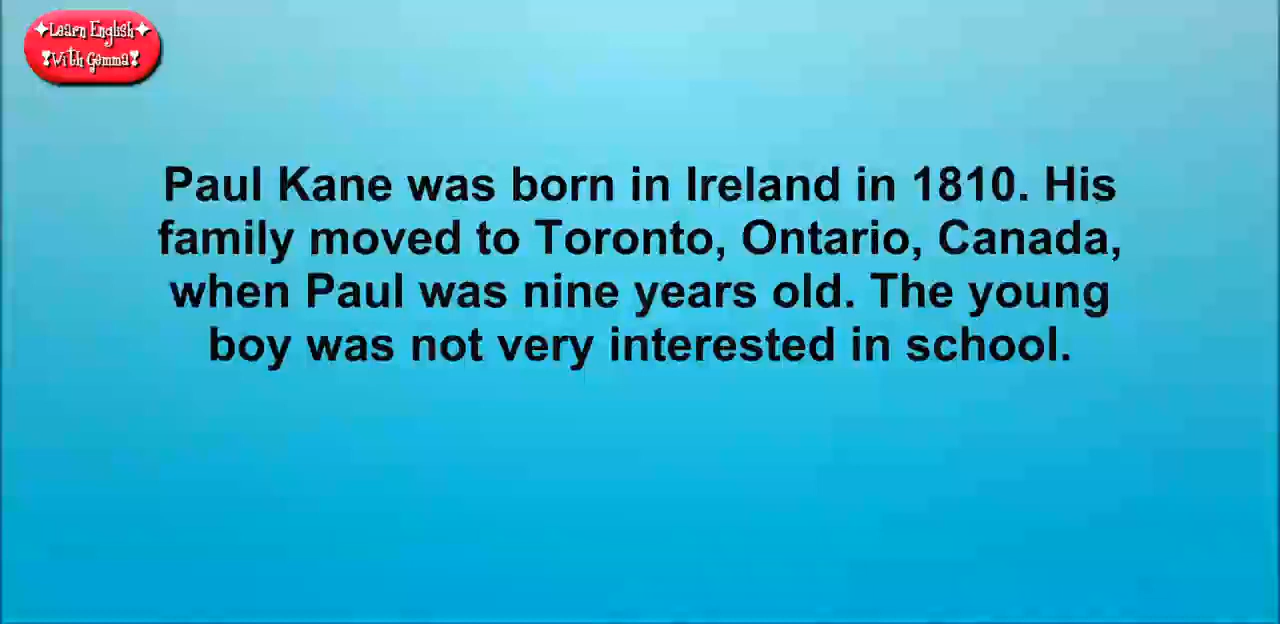 ✦Learn English✦
❣With Gemma❣
Paul Kane was born in Ireland in 1810. His
family moved to Toronto, Ontario, Canada,
when Paul was nine years old. The young
boy was not very interested in school.